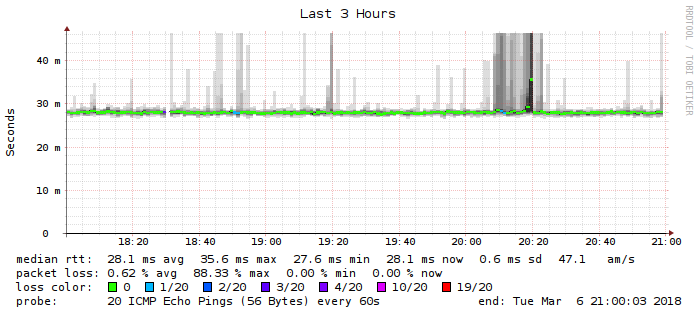 Last 3 Hours
RRDTOOL / TOBI OETIKER
Seconds
40 m
30 m
20 m
10 m
0
18:20 18:40 19:00 19:20 19:40 20:00 20:20 20:40 21:00
median rtt: 28.1 ms avg 35.6 ms max 27.6 ms min 28.1 ms now 0.6 ms sd 47.1 am/s
packet loss: 0.62 % avg 88.33 % max 0.00 % min 0.00 % now
loss color: 0 1/20 2/20 3/20 4/20 10/20 19/20
probe: 20 ICMP Echo Pings (56 Bytes) every 60s end: Tue Mar 6 21:00:03 2018